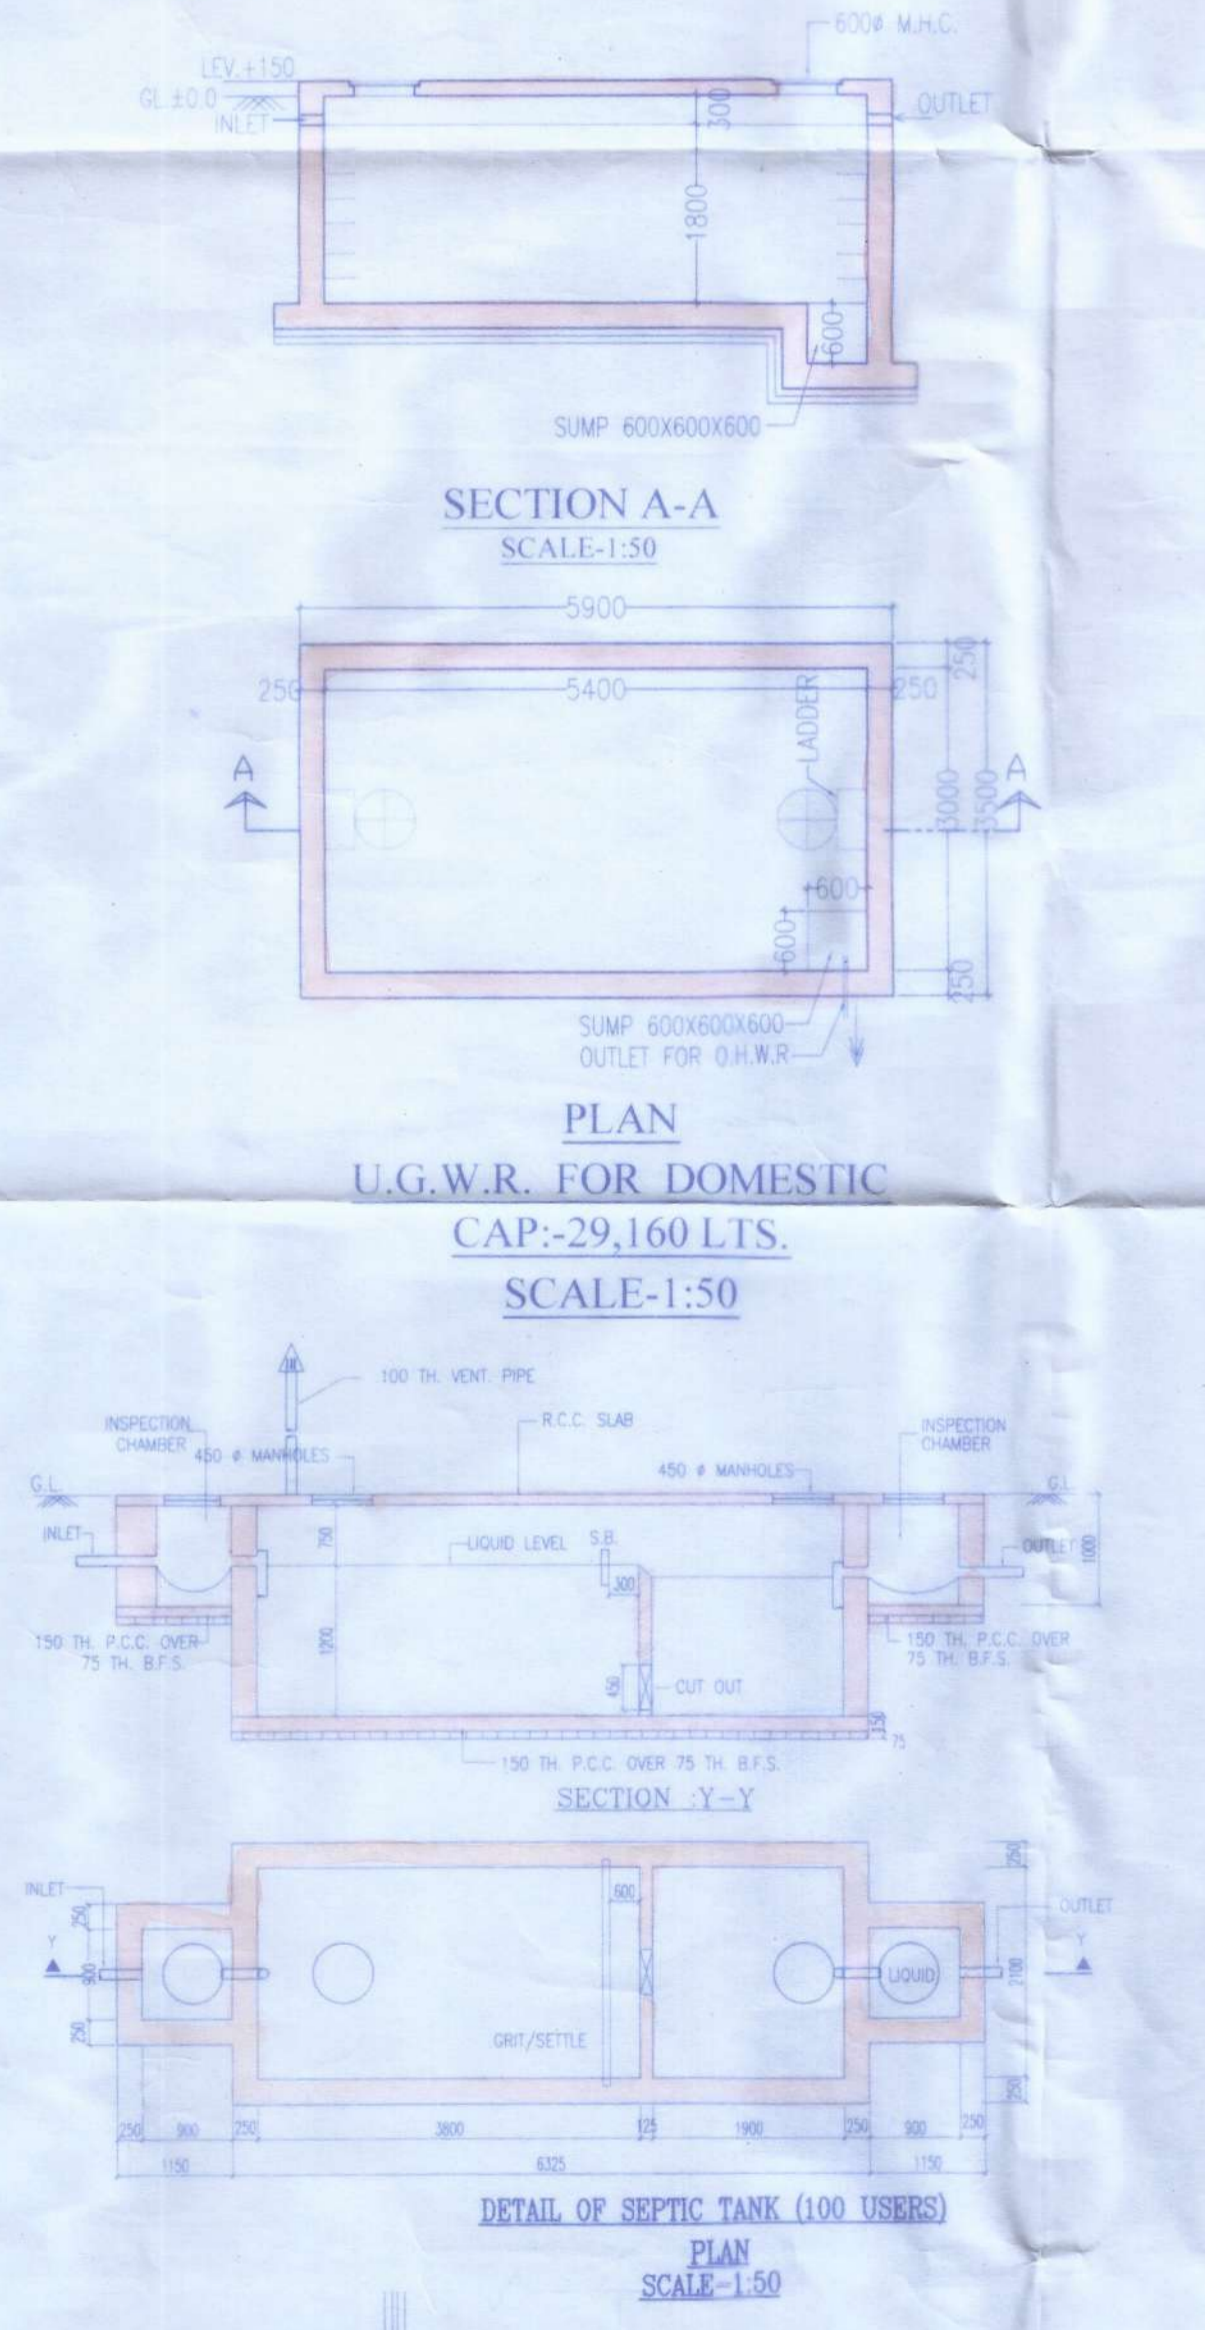 600ø M.H.C.
LEV.+150
GL ±0.0
INLET
OUTLET
300
1800
600
SUMP 600X600X600
SECTION A-A
SCALE-1:50
5900
250
5400
250
250
LADDER
A
A
3000
3500
600
600
250
SUMP 600X600X600
OUTLET FOR O.H.W.R
PLAN
U.G.W.R. FOR DOMESTIC
CAP:-29,160 LTS.
SCALE-1:50
100 TH. VENT. PIPE
INSPECTION
CHAMBER
R.C.C. SLAB
INSPECTION
CHAMBER
450 ø MANHOLES
450 ø MANHOLES
G.L.
G.L.
INLET
750
LIQUID LEVEL
S.B.
OUTLET
1000
300
150 TH. P.C.C. OVER
75 TH. B.F.S.
1200
150 TH. P.C.C. OVER
75 TH. B.F.S.
450
CUT OUT
150
75
150 TH. P.C.C. OVER 75 TH. B.F.S.
SECTION :Y-Y
250
INLET
600
250
OUTLET
Y
Y
900
LIQUID
2100
250
GRIT/SETTLE
250
250 900 250 3800 125 1900 250 900 250
1150 6325 1150
DETAIL OF SEPTIC TANK (100 USERS)
PLAN
SCALE-1:50